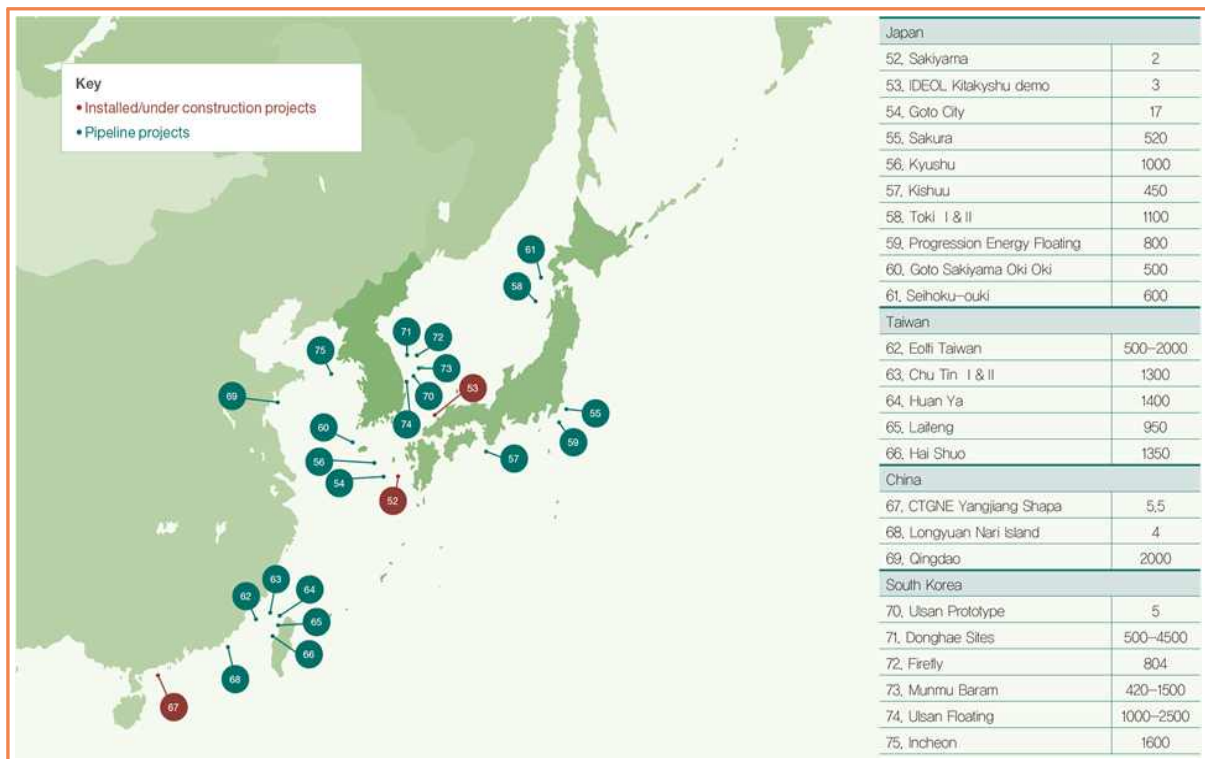 Key
• Installed/under construction projects
• Pipeline projects
61
58
71
72
75
73
53
69
70
74
55
60
59
56
57
54
52
63
62
64
65
66
68
67
Japan
52, Sakiyama 2
53, IDEOL Kitakyshu demo 3
54, Goto City 17
55, Sakura 520
56, Kyushu 1000
57, Kishuu 450
58, Toki I & II 1100
59, Progression Energy Floating 800
60, Goto Sakiyama Oki Oki 500
61, Seihoku-ouki 600
Taiwan
62, Eolfi Taiwan 500-2000
63, Chu Tin I & II 1300
64, Huan Ya 1400
65, Laifeng 950
66, Hai Shuo 1350
China
67, CTGNE Yangjiang Shapa 5,5
68, Longyuan Nari Island 4
69, Qingdao 2000
South Korea
70, Ulsan Prototype 5
71, Donghae Sites 500-4500
72, Firefly 804
73, Munmu Baram 420-1500
74, Ulsan Floating 1000-2500
75, Incheon 1600